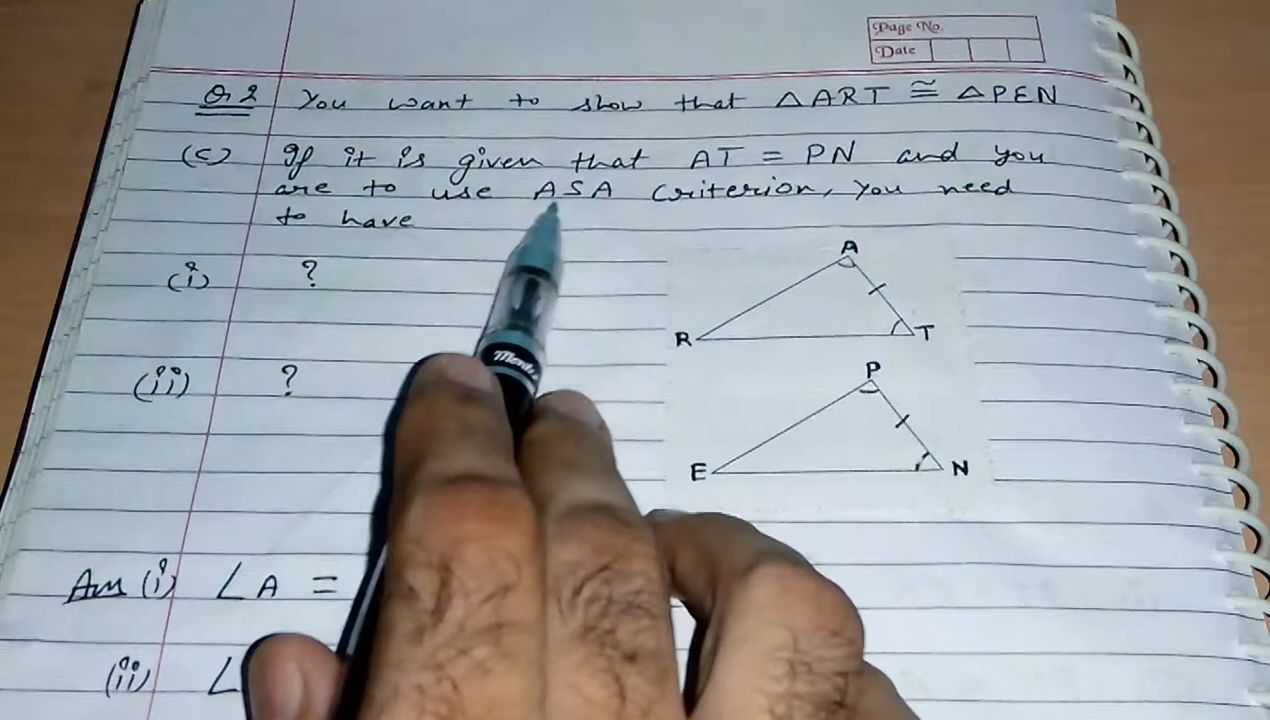 Page No.
Date
Q. 2 You want to show that △ART ≅ △PEN
(c) If it is given that AT = PN and you
are to use ASA criterion, you need
to have
(i) ?
(ii) ?
A
R
T
P
E
N
Ans (i) ∠A =
(ii) ∠